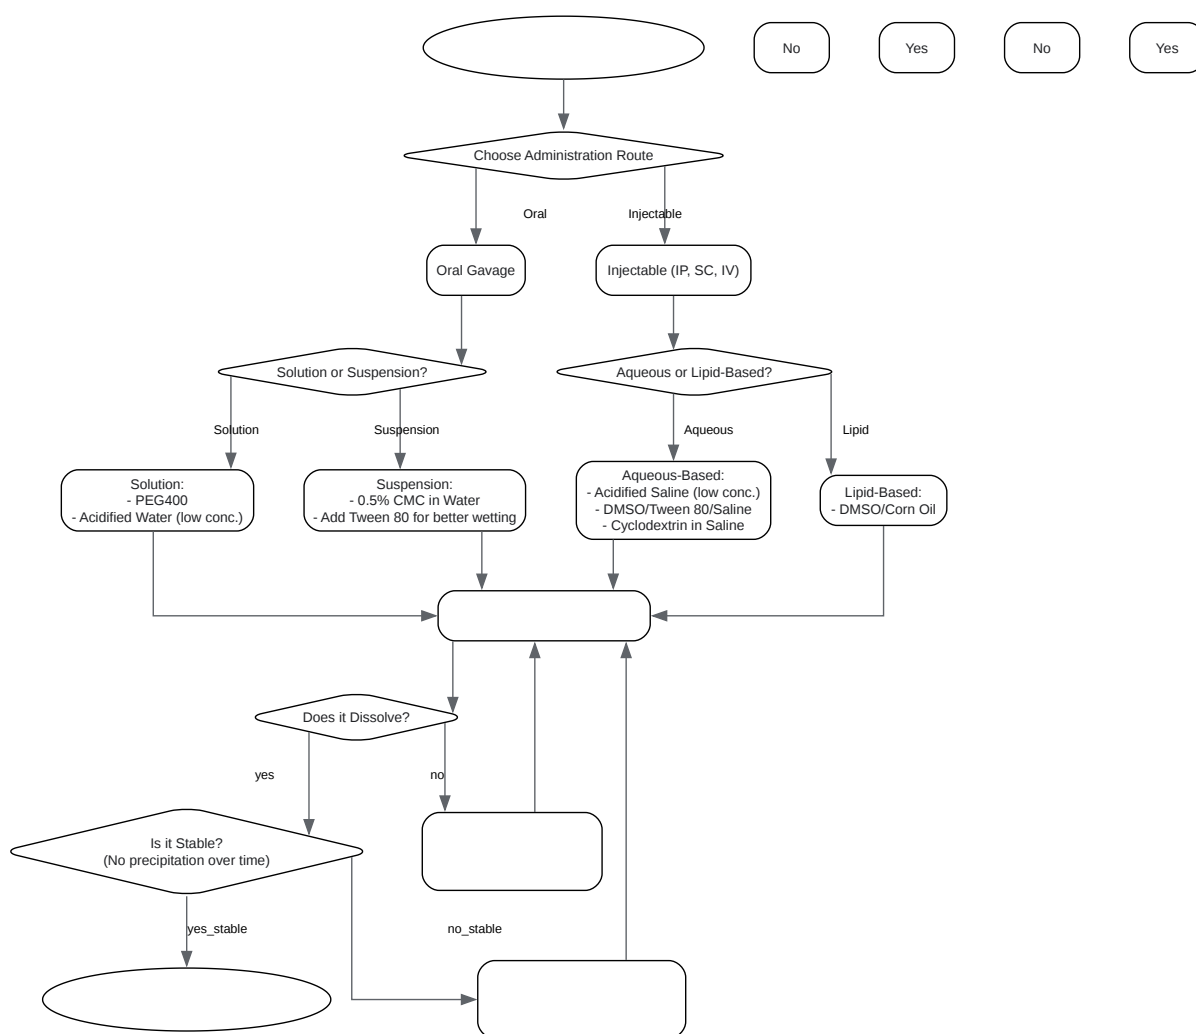 No
Yes
No
Yes
Choose Administration Route
Oral
Injectable
Oral Gavage
Injectable (IP, SC, IV)
Solution or Suspension?
Aqueous or Lipid-Based?
Solution
Suspension
Aqueous
Lipid
Solution:
- PEG400
- Acidified Water (low conc.)
Suspension:
- 0.5% CMC in Water
- Add Tween 80 for better wetting
Aqueous-Based:
- Acidified Saline (low conc.)
- DMSO/Tween 80/Saline
- Cyclodextrin in Saline
Lipid-Based:
- DMSO/Corn Oil
Does it Dissolve?
yes
no
Is it Stable?
(No precipitation over time)
yes_stable
no_stable